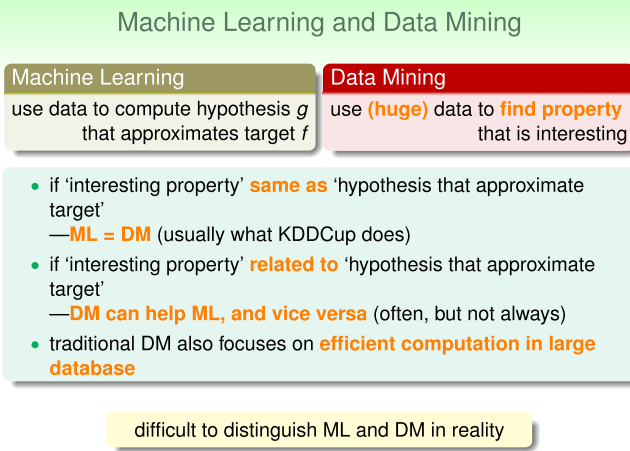 Machine Learning and Data Mining
Machine Learning
use data to compute hypothesis g
that approximates target f
Data Mining
use (huge) data to find property
that is interesting
• if ‘interesting property’ same as ‘hypothesis that approximate
target’
—ML = DM (usually what KDDCup does)
• if ‘interesting property’ related to ‘hypothesis that approximate
target’
—DM can help ML, and vice versa (often, but not always)
• traditional DM also focuses on efficient computation in large
database
difficult to distinguish ML and DM in reality